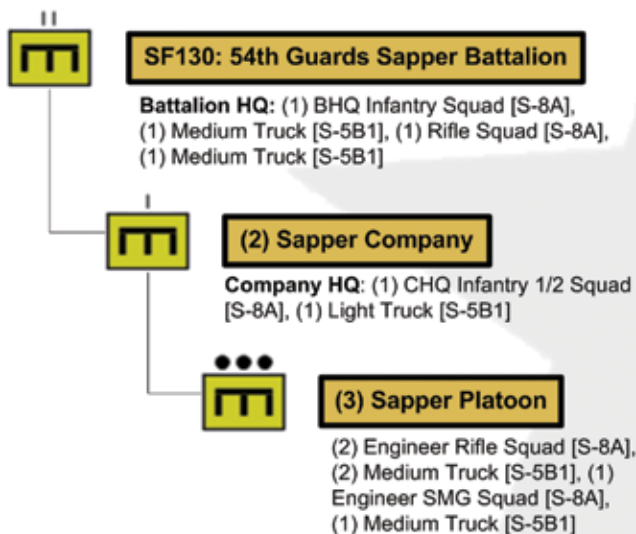 SF130: 54th Guards Sapper Battalion
Battalion HQ: (1) BHQ Infantry Squad [S-8A],
(1) Medium Truck [S-5B1], (1) Rifle Squad [S-8A],
(1) Medium Truck [S-5B1]
(2) Sapper Company
Company HQ: (1) CHQ Infantry 1/2 Squad
[S-8A], (1) Light Truck [S-5B1]
(3) Sapper Platoon
(2) Engineer Rifle Squad [S-8A],
(2) Medium Truck [S-5B1], (1)
Engineer SMG Squad [S-8A],
(1) Medium Truck [S-5B1]